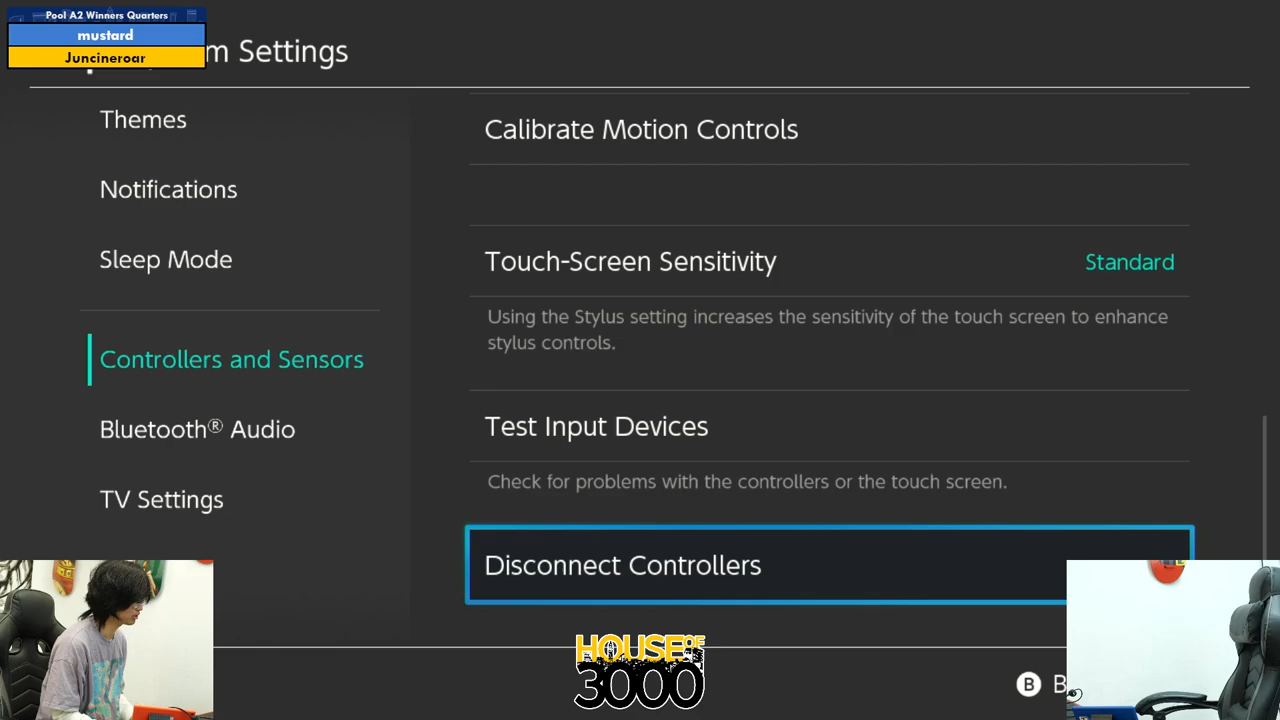 Pool A2 Winners Quarters
mustard
Juncineroar
m Settings
Themes
Notifications
Sleep Mode
Controllers and Sensors
Bluetooth® Audio
TV Settings
Calibrate Motion Controls
Touch-Screen Sensitivity Standard
Using the Stylus setting increases the sensitivity of the touch screen to enhance
stylus controls.
Test Input Devices
Check for problems with the controllers or the touch screen.
Disconnect Controllers
HOUSE OF
3000
B